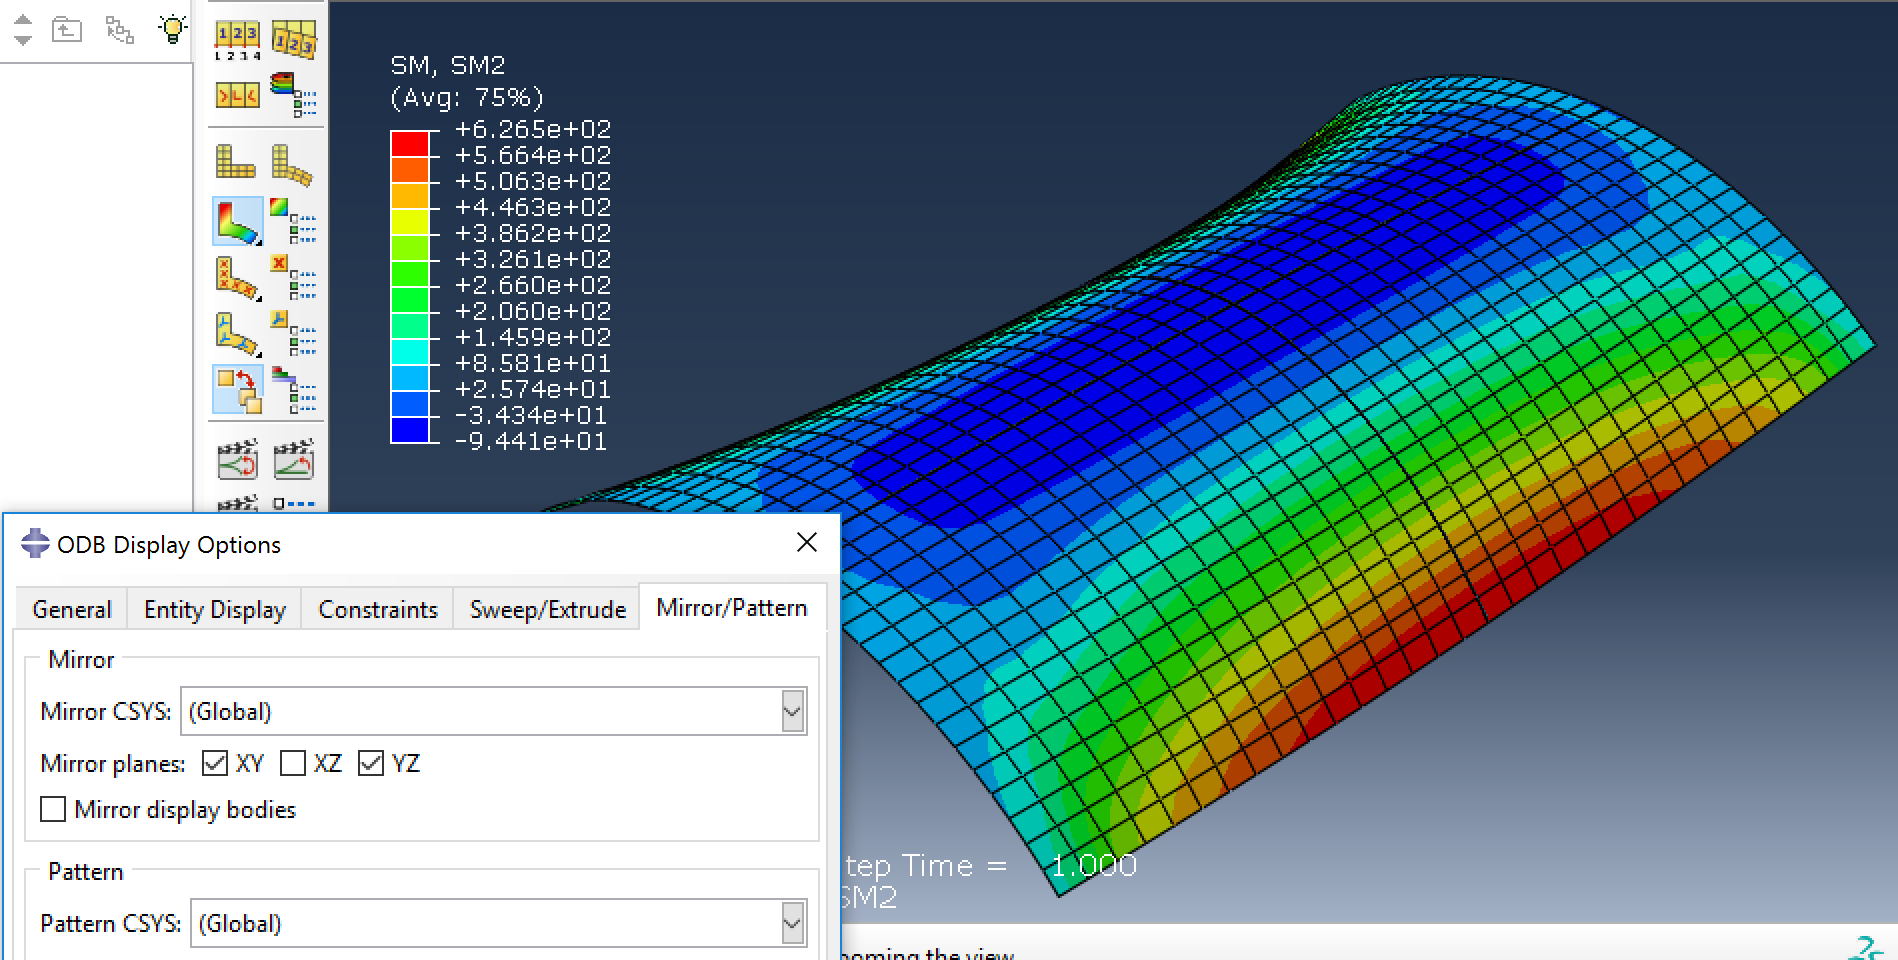 SM, SM2
(Avg: 75%)
+6.265e+02
+5.664e+02
+5.063e+02
+4.463e+02
+3.862e+02
+3.261e+02
+2.660e+02
+2.060e+02
+1.459e+02
+8.581e+01
+2.574e+01
-3.434e+01
-9.441e+01
ODB Display Options
General
Entity Display
Constraints
Sweep/Extrude
Mirror/Pattern
Mirror
Mirror CSYS: (Global)
Mirror planes: XY XZ YZ
Mirror display bodies
Pattern
Pattern CSYS: (Global)
tep Time = 1.000
SM2
the view